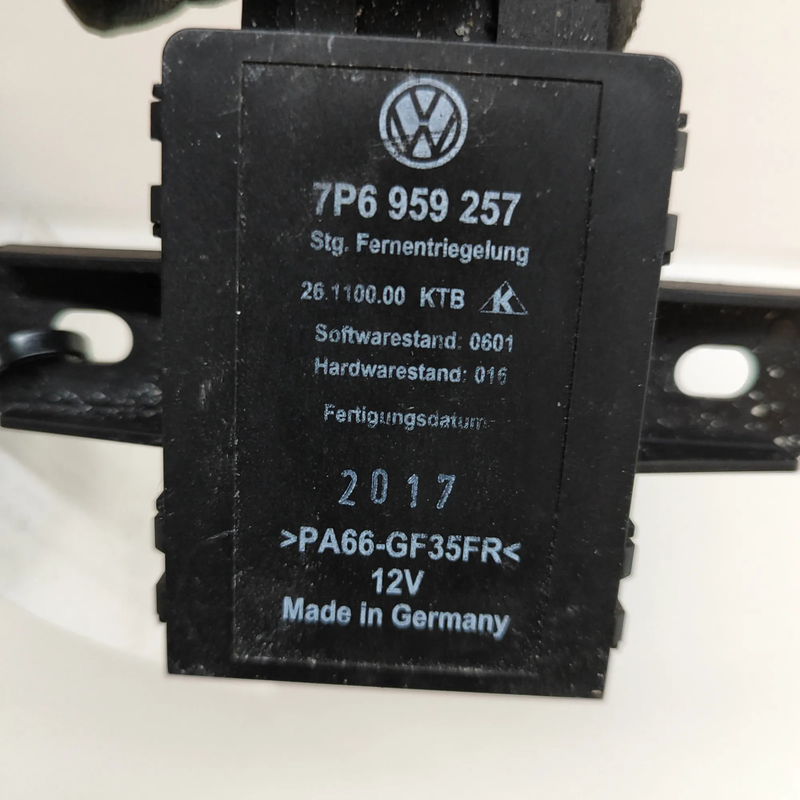 7P6 959 257
Stg. Fernentriegelung
26.1100.00 KTB K
Softwarestand: 0601
Hardwarestand: 016
Fertigungsdatum
2017
>PA66-GF35FR<
12V
Made in Germany